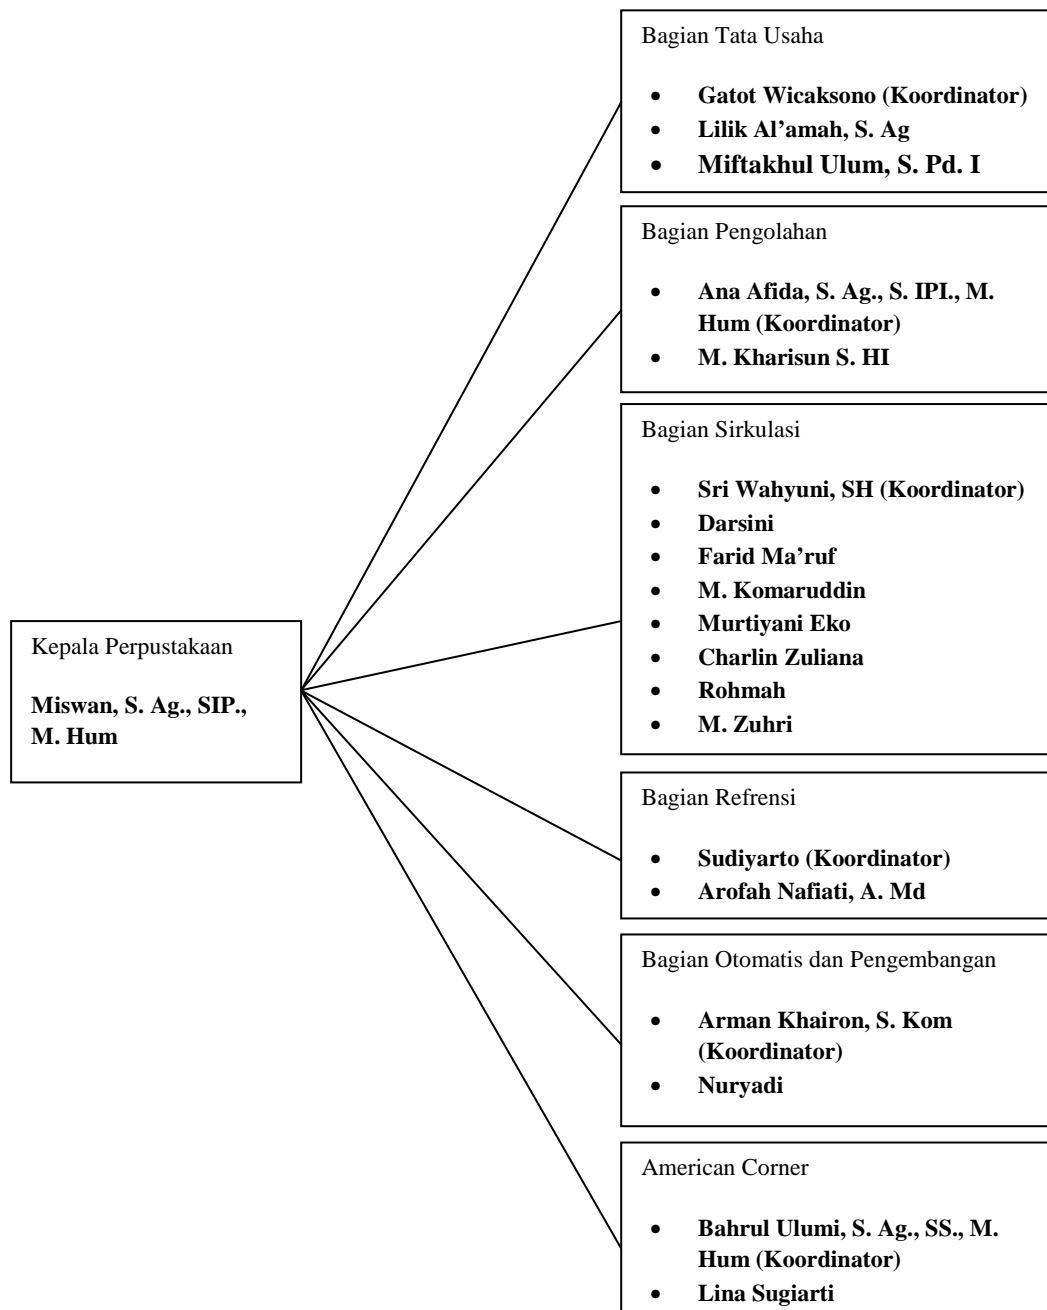 Bagian Tata Usaha
• Gatot Wicaksono (Koordinator)
• Lilik Al’amah, S. Ag
• Miftakhul Ulum, S. Pd. I
Bagian Pengolahan
• Ana Afida, S. Ag., S. IPI., M.
Hum (Koordinator)
• M. Kharisun S. HI
Bagian Sirkulasi
• Sri Wahyuni, SH (Koordinator)
• Darsini
• Farid Ma’ruf
• M. Komaruddin
• Murtiyani Eko
• Charlin Zuliana
• Rohmah
• M. Zuhri
Kepala Perpustakaan
Miswan, S. Ag., SIP.,
M. Hum
Bagian Refrensi
• Sudiyarto (Koordinator)
• Arofah Nafiati, A. Md
Bagian Otomatis dan Pengembangan
• Arman Khairon, S. Kom
(Koordinator)
• Nuryadi
American Corner
• Bahrul Ulumi, S. Ag., SS., M.
Hum (Koordinator)
• Lina Sugiarti